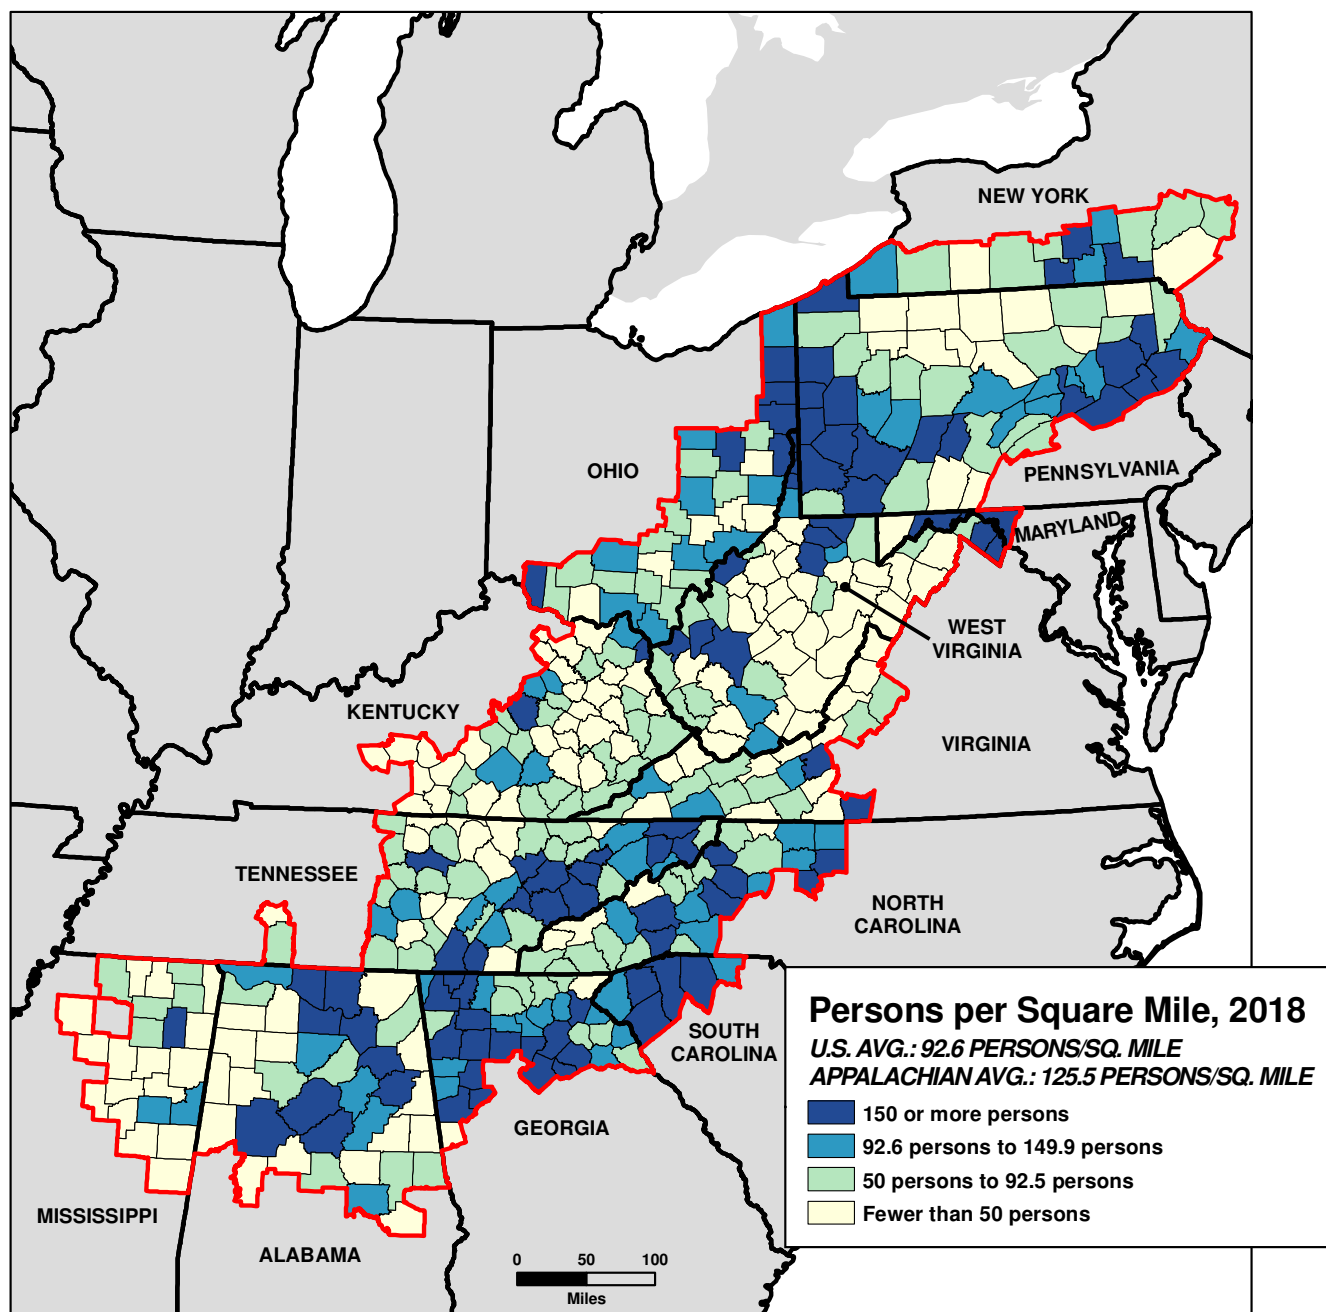 NEW YORK
OHIO
PENNSYLVANIA
MARYLAND
WEST
VIRGINIA
KENTUCKY
VIRGINIA
TENNESSEE
NORTH
CAROLINA
SOUTH
CAROLINA
GEORGIA
MISSISSIPPI
ALABAMA
Persons per Square Mile, 2018
U.S. AVG.: 92.6 PERSONS/SQ. MILE
APPALACHIAN AVG.: 125.5 PERSONS/SQ. MILE
150 or more persons
92.6 persons to 149.9 persons
50 persons to 92.5 persons
Fewer than 50 persons
0 50 100
Miles